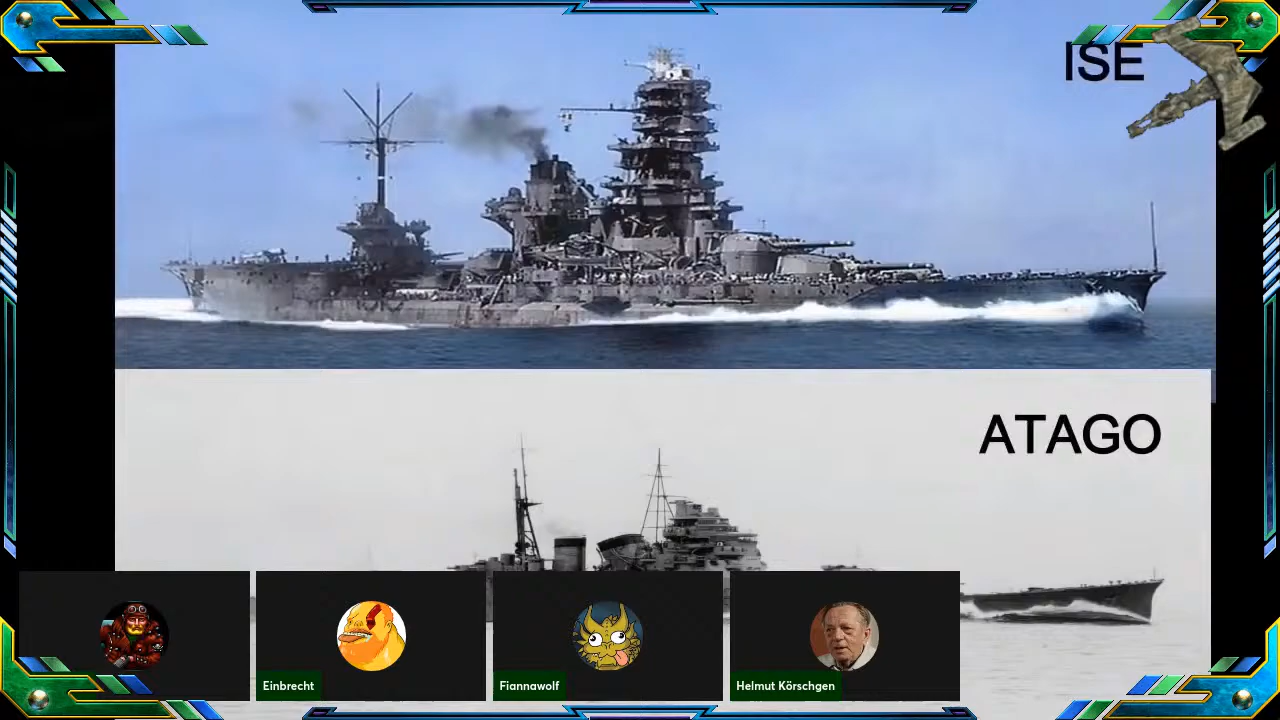 ISE
ATAGO
Einbrecht
Fiannawolf
Helmut Körschgen